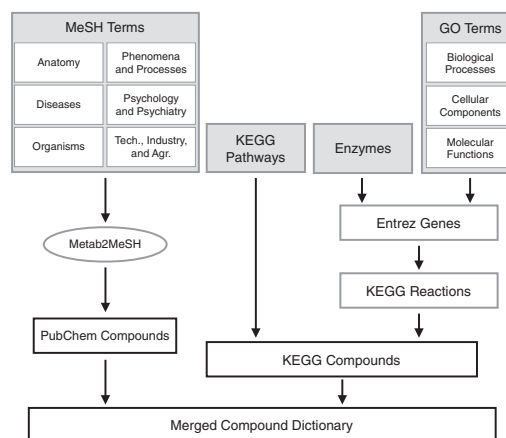 MeSH Terms
Anatomy
Phenomena
and Processes
Diseases
Psychology
and Psychiatry
Organisms
Tech., Industry,
and Agr.
KEGG
Pathways
Enzymes
GO Terms
Biological
Processes
Cellular
Components
Molecular
Functions
Metab2MeSH
Entrez Genes
KEGG Reactions
PubChem Compounds
KEGG Compounds
Merged Compound Dictionary